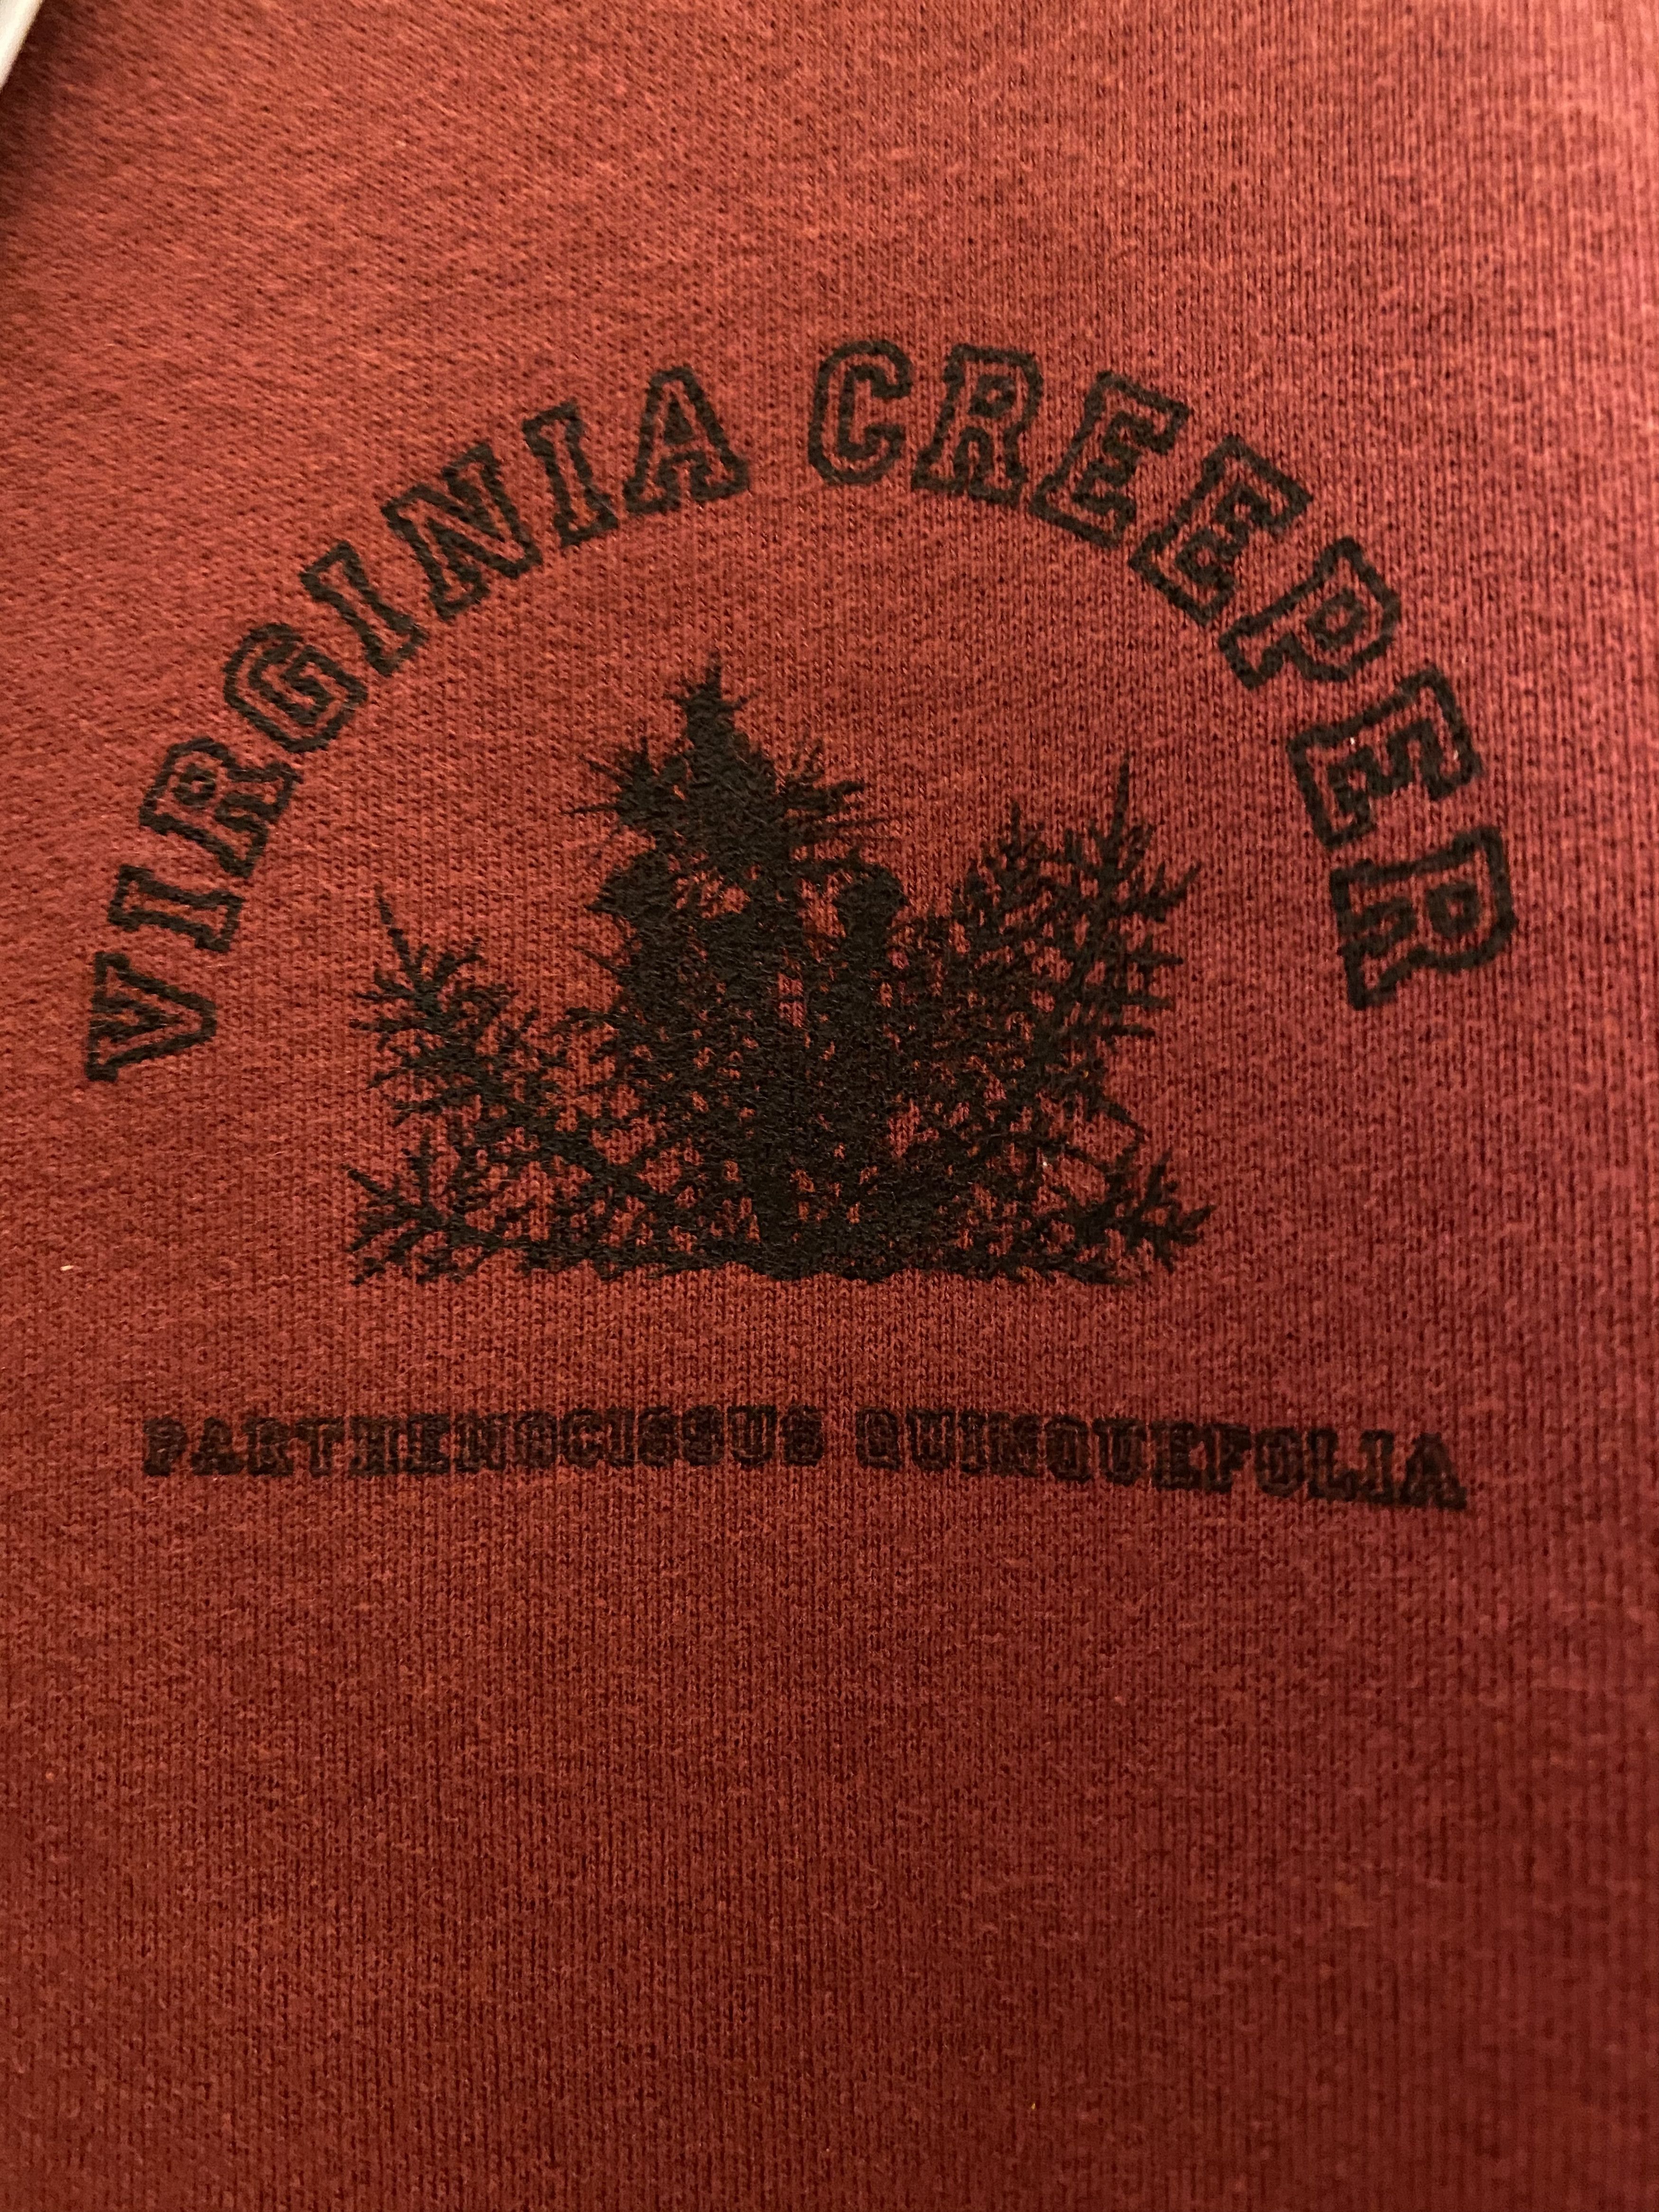 VIRGINIA CREEPER
PARTHENOCISSUS QUINQUEFOLIA